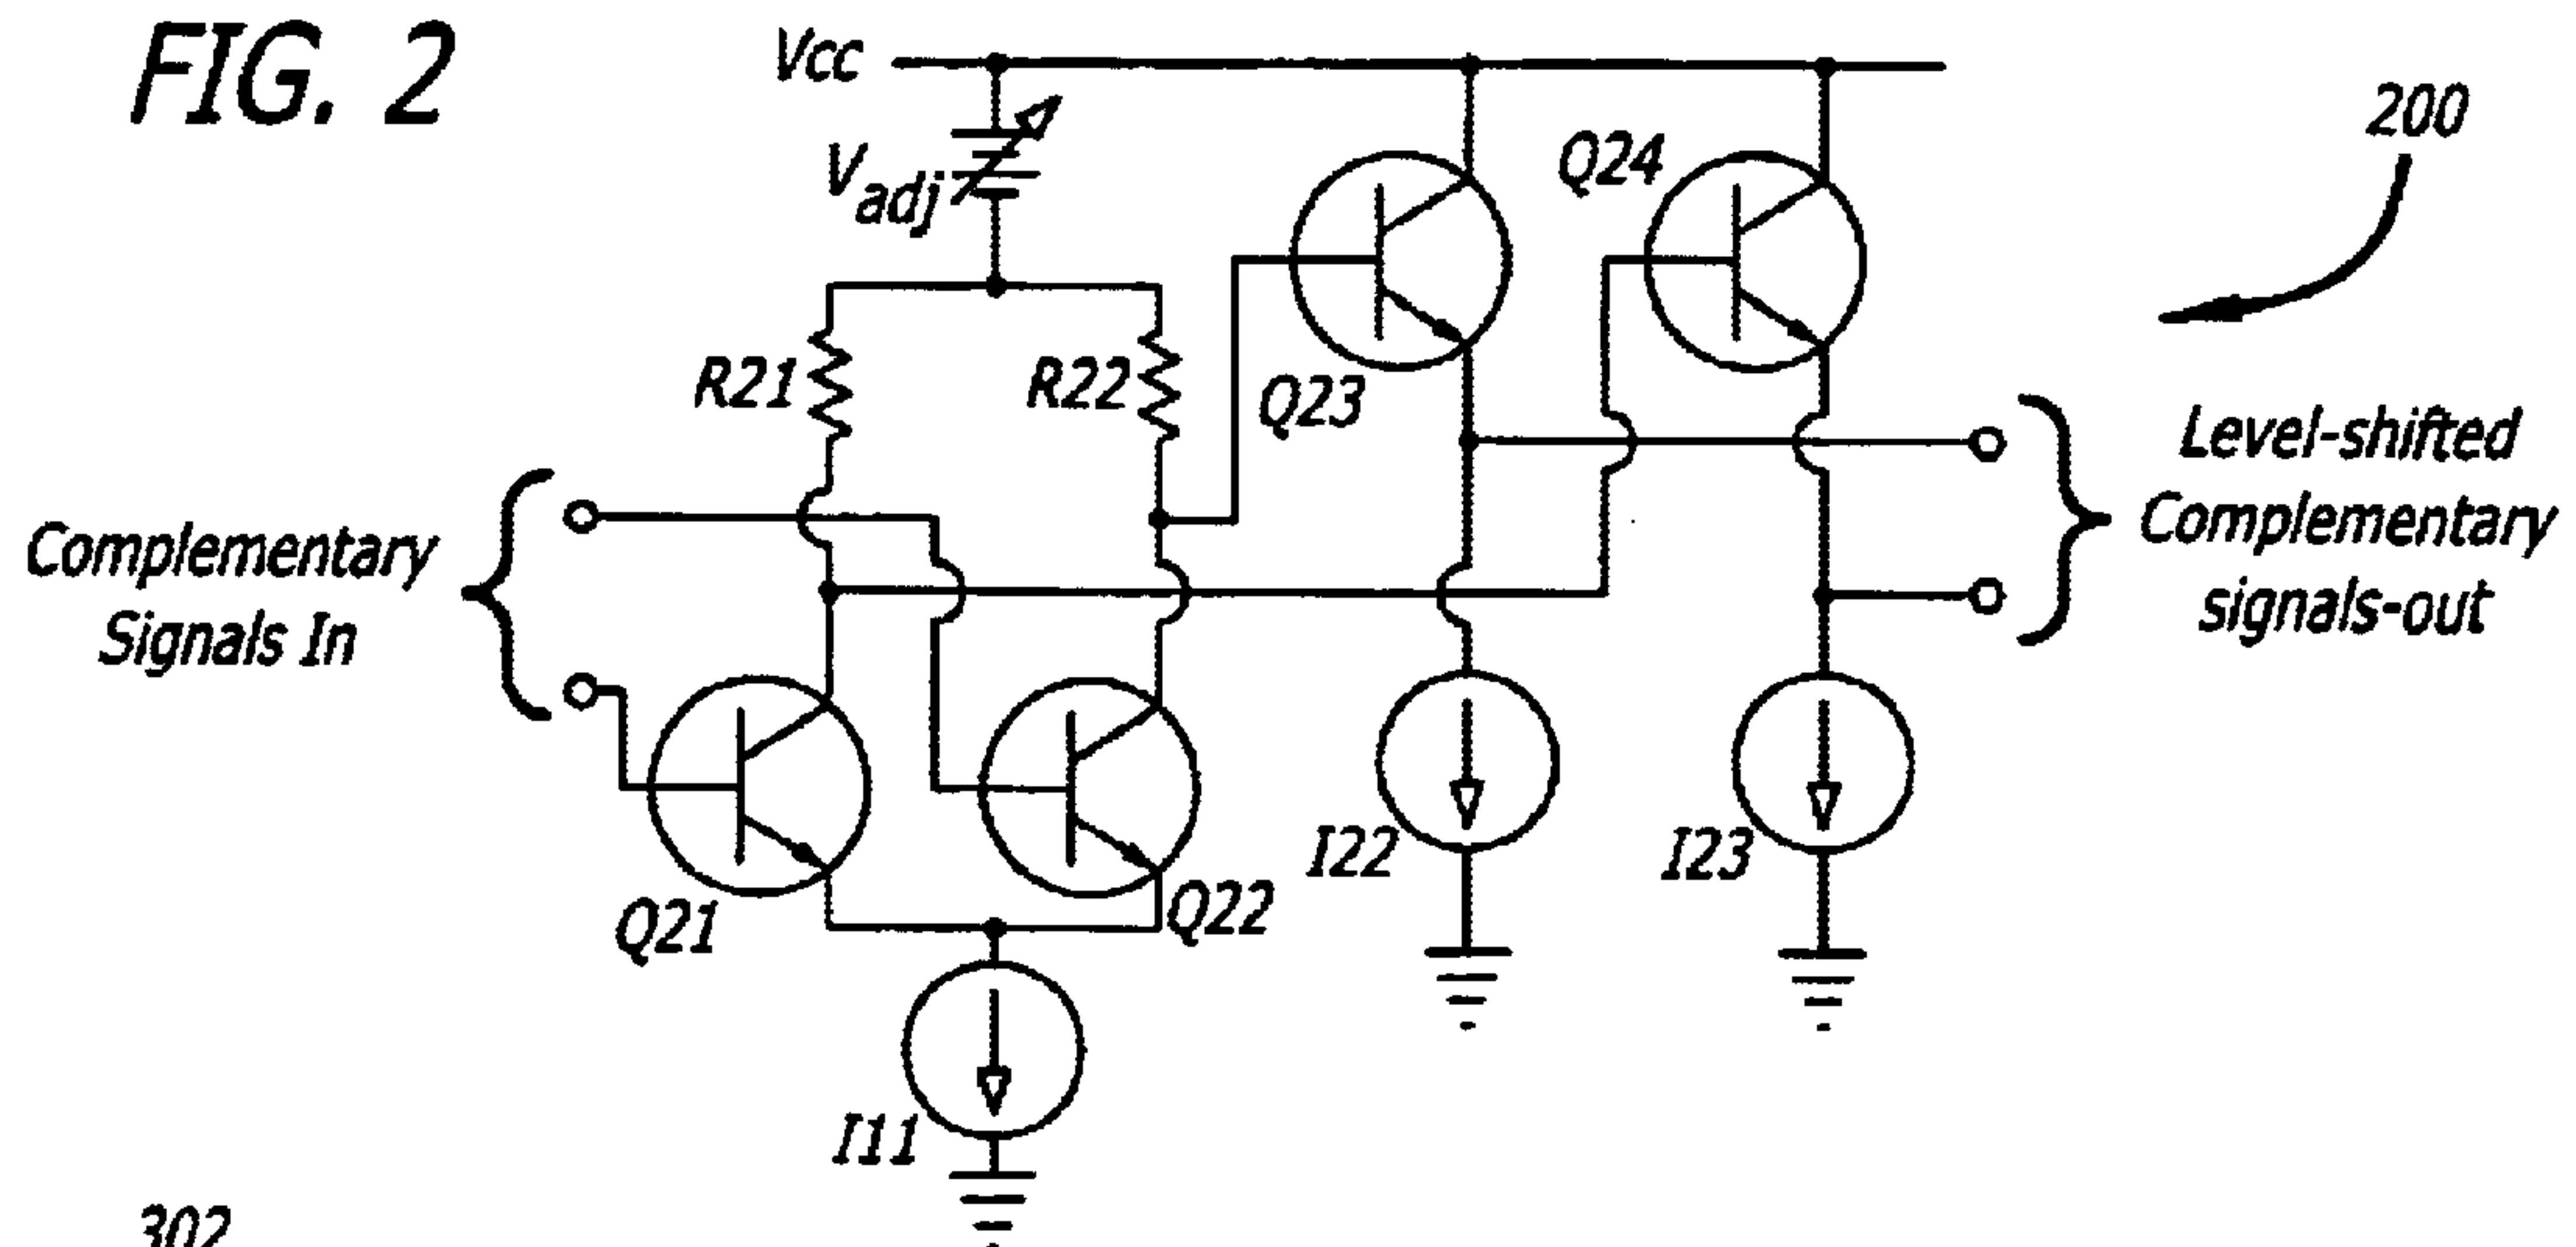 FIG. 2
Vcc
200
Q24
Vadj
R21
R22
Q23
Level-shifted
Complementary
signals-out
Complementary
Signals In
I22
I23
Q21
Q22
I11
302